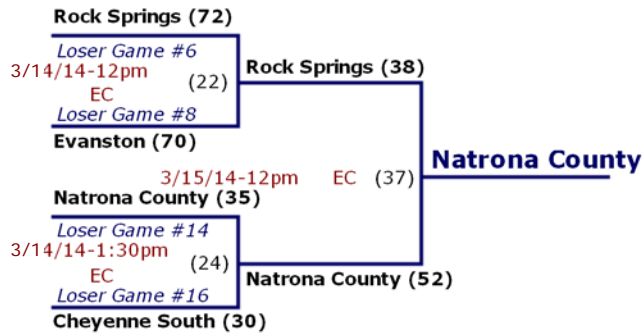 Rock Springs (72)
Loser Game #6
3/14/14-12pm
(22)
EC
Rock Springs (38)
Loser Game #8
Evanston (70)
Natrona County
3/15/14-12pm EC (37)
Natrona County (35)
Loser Game #14
3/14/14-1:30pm
(24)
EC
Natrona County (52)
Loser Game #16
Cheyenne South (30)